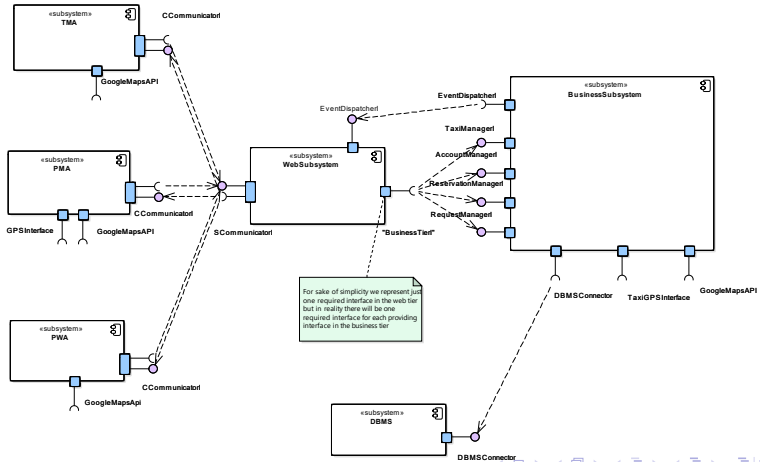 «subsystem»
TMA
CCommunicatorI
GoogleMapsAPI
«subsystem»
PMA
CCommunicatorI
GPSInterface
GoogleMapsAPI
«subsystem»
PWA
CCommunicatorI
GoogleMapsApi
EventDispatcherI
«subsystem»
WebSubsystem
SCommunicatorI
"BusinessTierI"
For sake of simplicity we represent just
one required interface in the web tier
but in reality there will be one
required interface for each providing
interface in the business tier
EventDispatcherI
TaxiManagerI
AccountManagerI
ReservationManagerI
RequestManagerI
«subsystem»
BusinessSubsystem
DBMSConnector
TaxiGPSInterface
GoogleMapsAPI
«subsystem»
DBMS
DBMSConnector